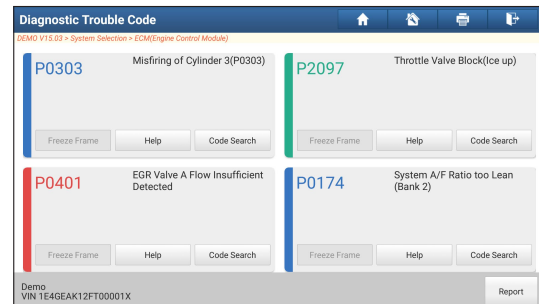 Diagnostic Trouble Code
DEMO V15.03 > System Selection > ECM(Engine Control Module)
P0303
Misfiring of Cylinder 3(P0303)
Freeze Frame
Help
Code Search
P2097
Throttle Valve Block(Ice up)
Freeze Frame
Help
Code Search
P0401
EGR Valve A Flow Insufficient
Detected
Freeze Frame
Help
Code Search
P0174
System A/F Ratio too Lean
(Bank 2)
Freeze Frame
Help
Code Search
Demo
VIN 1E4GEAK12FT00001X
Report